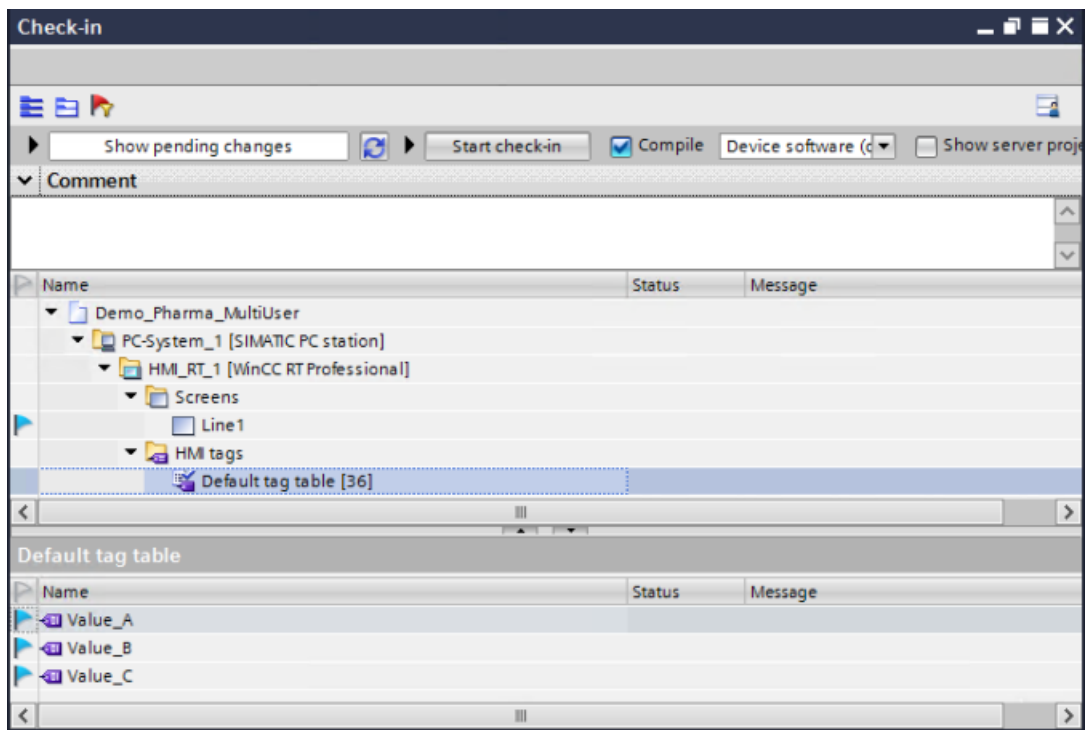 Check-in
Show pending changes Start check-in Compile Device software (c Show server proje
Comment
Name Status Message
Demo_Pharma_MultiUser
PC-System_1 [SIMATIC PC station]
HMI_RT_1 [WinCC RT Professional]
Screens
Line1
HMI tags
Default tag table [36]
Default tag table
Name Status Message
Value_A
Value_B
Value_C